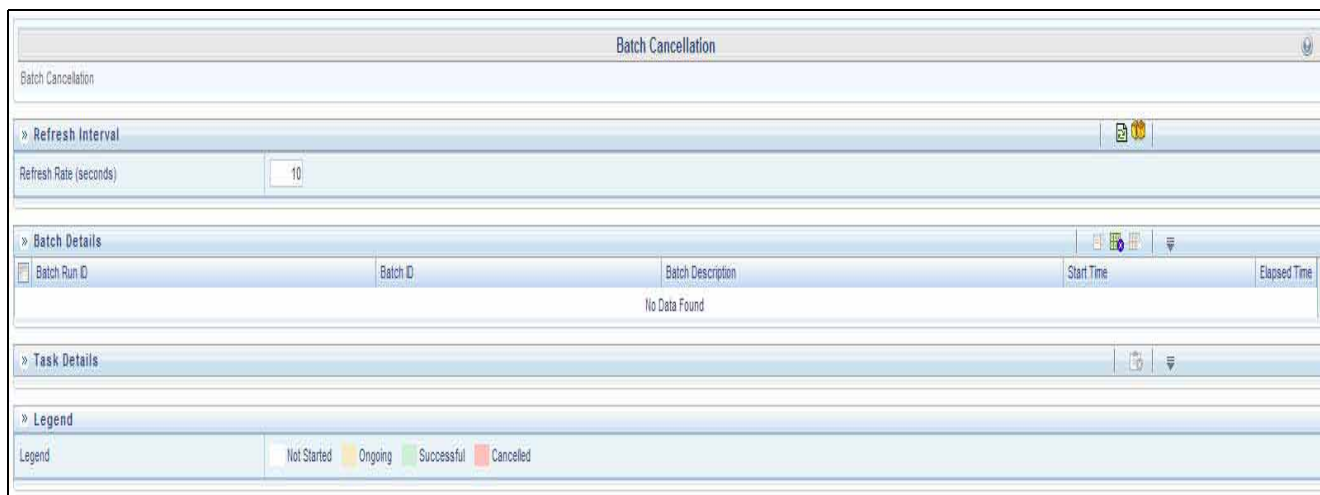 Batch Cancellation
Batch Cancellation
» Refresh Interval
Refresh Rate (seconds) 10
» Batch Details
Batch Run ID Batch ID Batch Description Start Time Elapsed Time
No Data Found
» Task Details
» Legend
Legend Not Started Ongoing Successful Cancelled